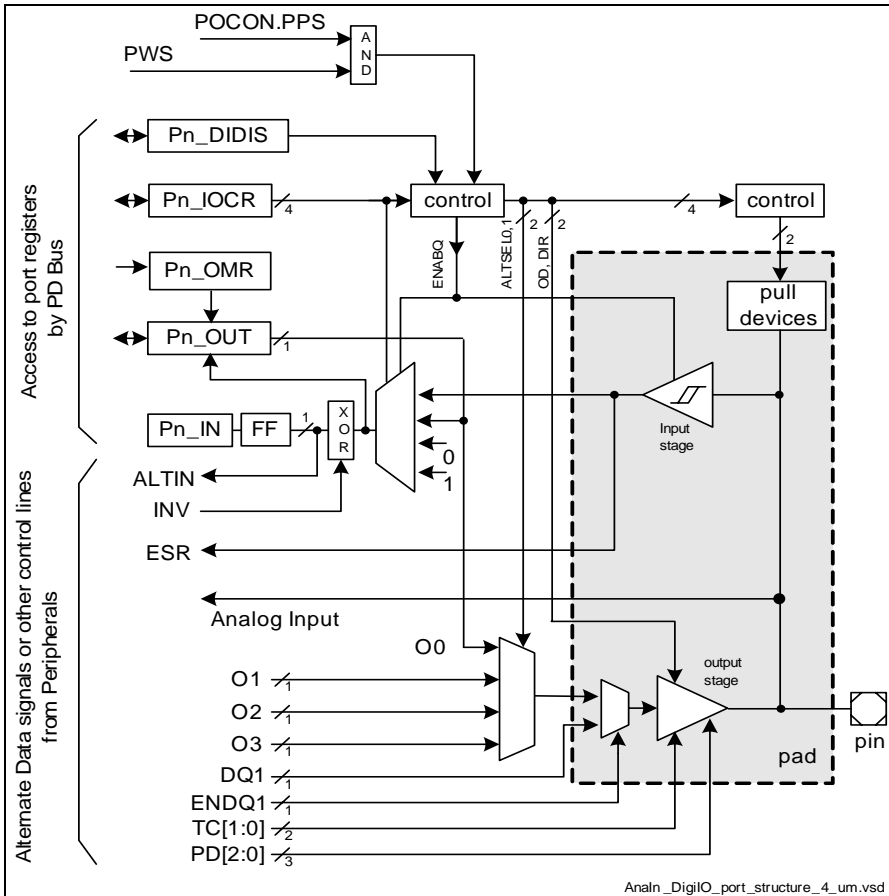 POCON.PPS
PWS
AND
Pn_DIDIS
Pn_IOCR
4
control
2
2
4
control
ENABQ
ALTSEL0,1
OD, DIR
2
Access to port registers
by PD Bus
Pn_OMR
pull
devices
Pn_OUT
1
Input
stage
Pn_IN
FF
1
XOR
0
1
ALTIN
INV
ESR
Analog Input
Alternate Data signals or other control lines
from Peripherals
O0
O1
1
O2
1
O3
1
output
stage
DQ1
1
pad
pin
ENDQ1
1
TC[1:0]
2
PD[2:0]
3
AnaIn_DigiIO_port_structure_4_um.vsd